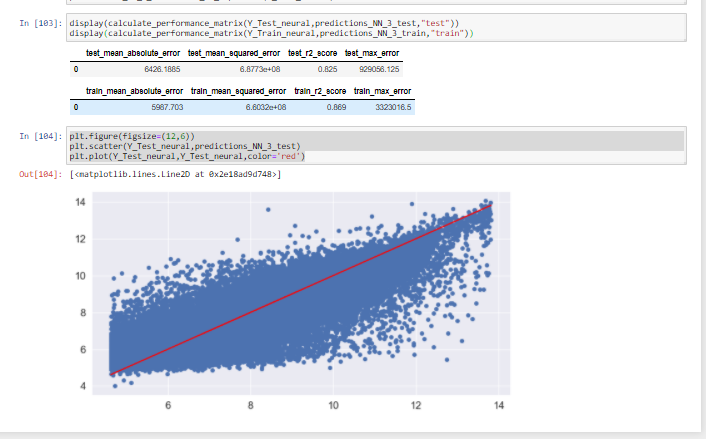 In [103]: display(calculate_performance_matrix(Y_Test_neural,predictions_NN_3_test,"test"))
display(calculate_performance_matrix(Y_Train_neural,predictions_NN_3_train,"train"))
test_mean_absolute_error test_mean_squared_error test_r2_score test_max_error
0 6426.1885 6.8773e+08 0.825 929056.125
train_mean_absolute_error train_mean_squared_error train_r2_score train_max_error
0 5987.703 6.6032e+08 0.869 3323016.5
In [104]: plt.figure(figsize=(12,6))
plt.scatter(Y_Test_neural,predictions_NN_3_test)
plt.plot(Y_Test_neural,Y_Test_neural,color='red')
Out[104]: [<matplotlib.lines.Line2D at 0x2e18ad9d748>]
14
12
10
8
6
4
6 8 10 12 14